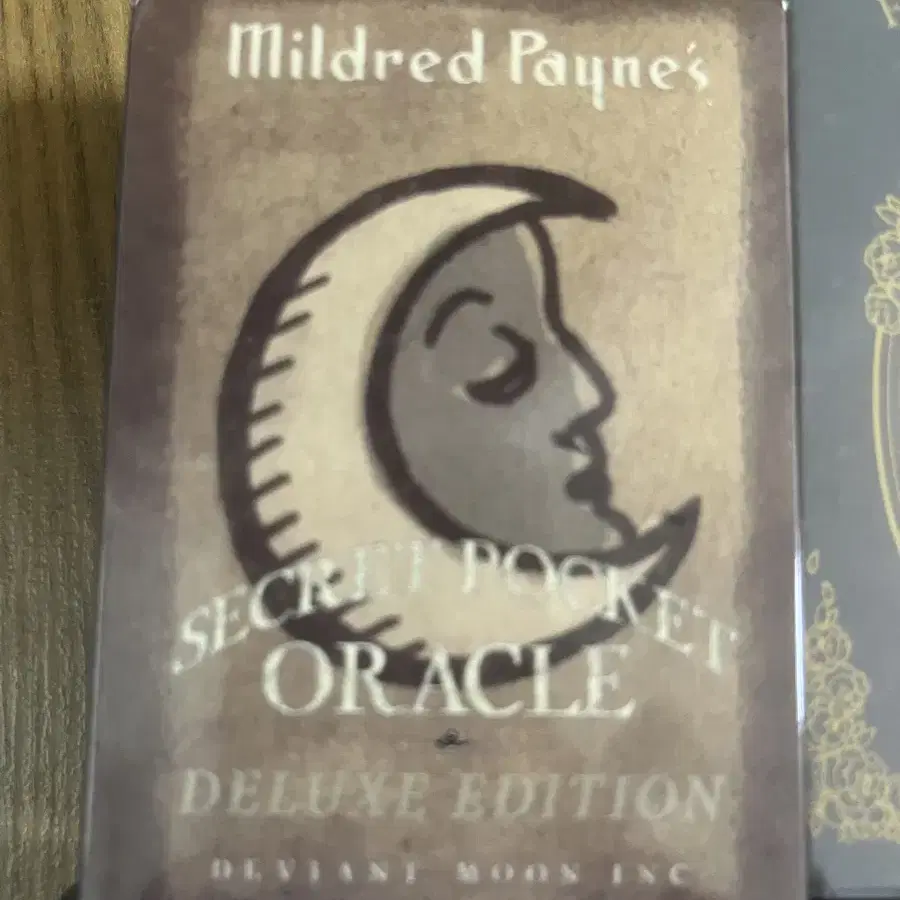 Mildred Payne's
SECRET POCKET
ORACLE
DELUXE EDITION
DEVIANT MOON INC